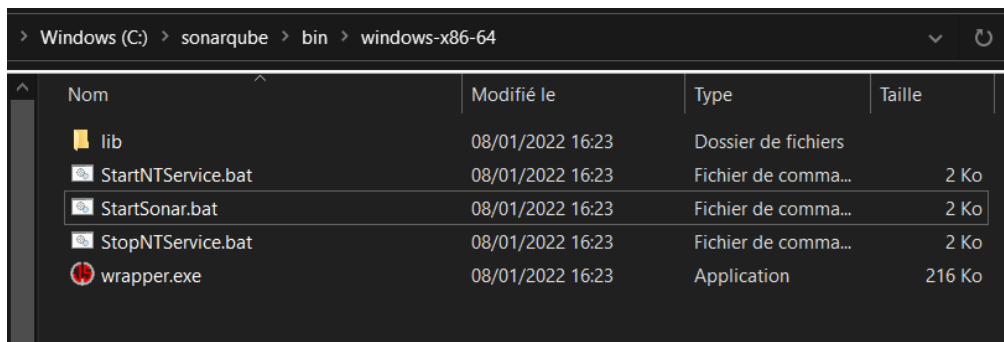 > Windows (C:) > sonarqube > bin > windows-x86-64
Nom Modifié le Type Taille
lib 08/01/2022 16:23 Dossier de fichiers
StartNTService.bat 08/01/2022 16:23 Fichier de comma... 2 Ko
StartSonar.bat 08/01/2022 16:23 Fichier de comma... 2 Ko
StopNTService.bat 08/01/2022 16:23 Fichier de comma... 2 Ko
wrapper.exe 08/01/2022 16:23 Application 216 Ko